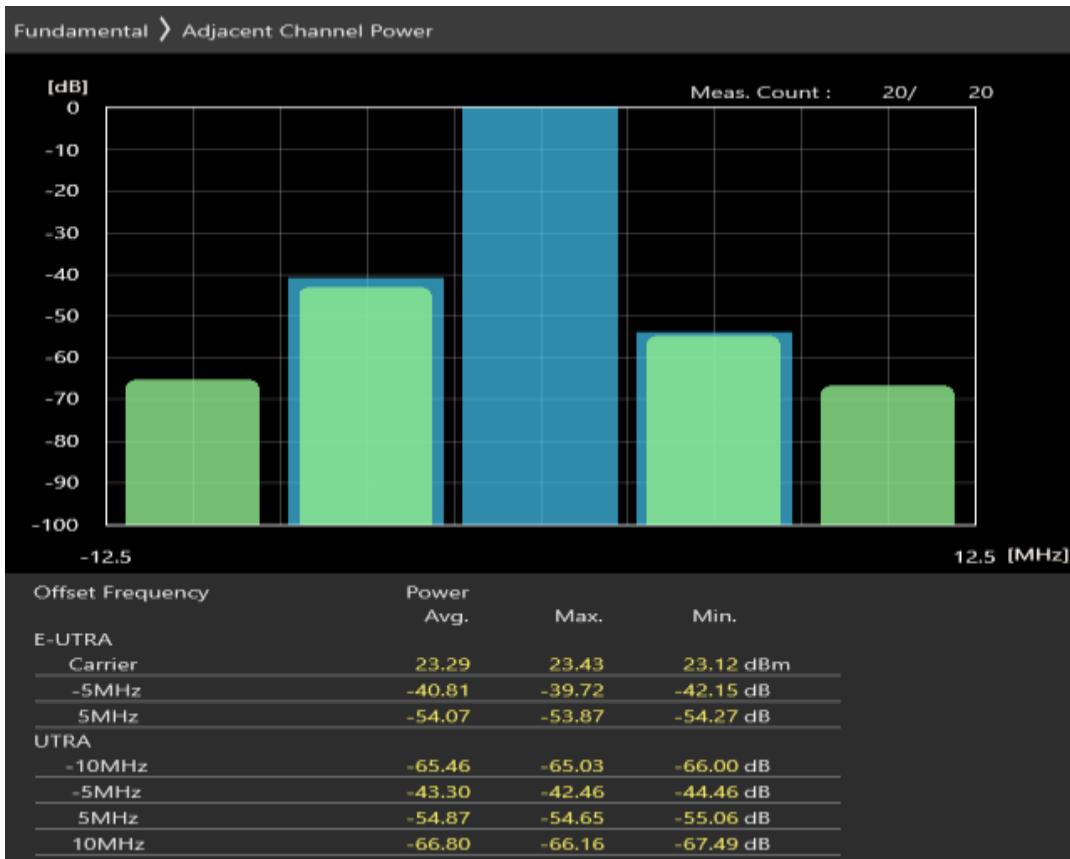 Fundamental ❯ Adjacent Channel Power
[dB]
Meas. Count : 20/ 20
0
-10
-20
-30
-40
-50
-60
-70
-80
-90
-100
-12.5 12.5 [MHz]
Offset Frequency Power
Avg. Max. Min.
E-UTRA
Carrier 23.29 23.43 23.12 dBm
-5MHz -40.81 -39.72 -42.15 dB
5MHz -54.07 -53.87 -54.27 dB
UTRA
-10MHz -65.46 -65.03 -66.00 dB
-5MHz -43.30 -42.46 -44.46 dB
5MHz -54.87 -54.65 -55.06 dB
10MHz -66.80 -66.16 -67.49 dB